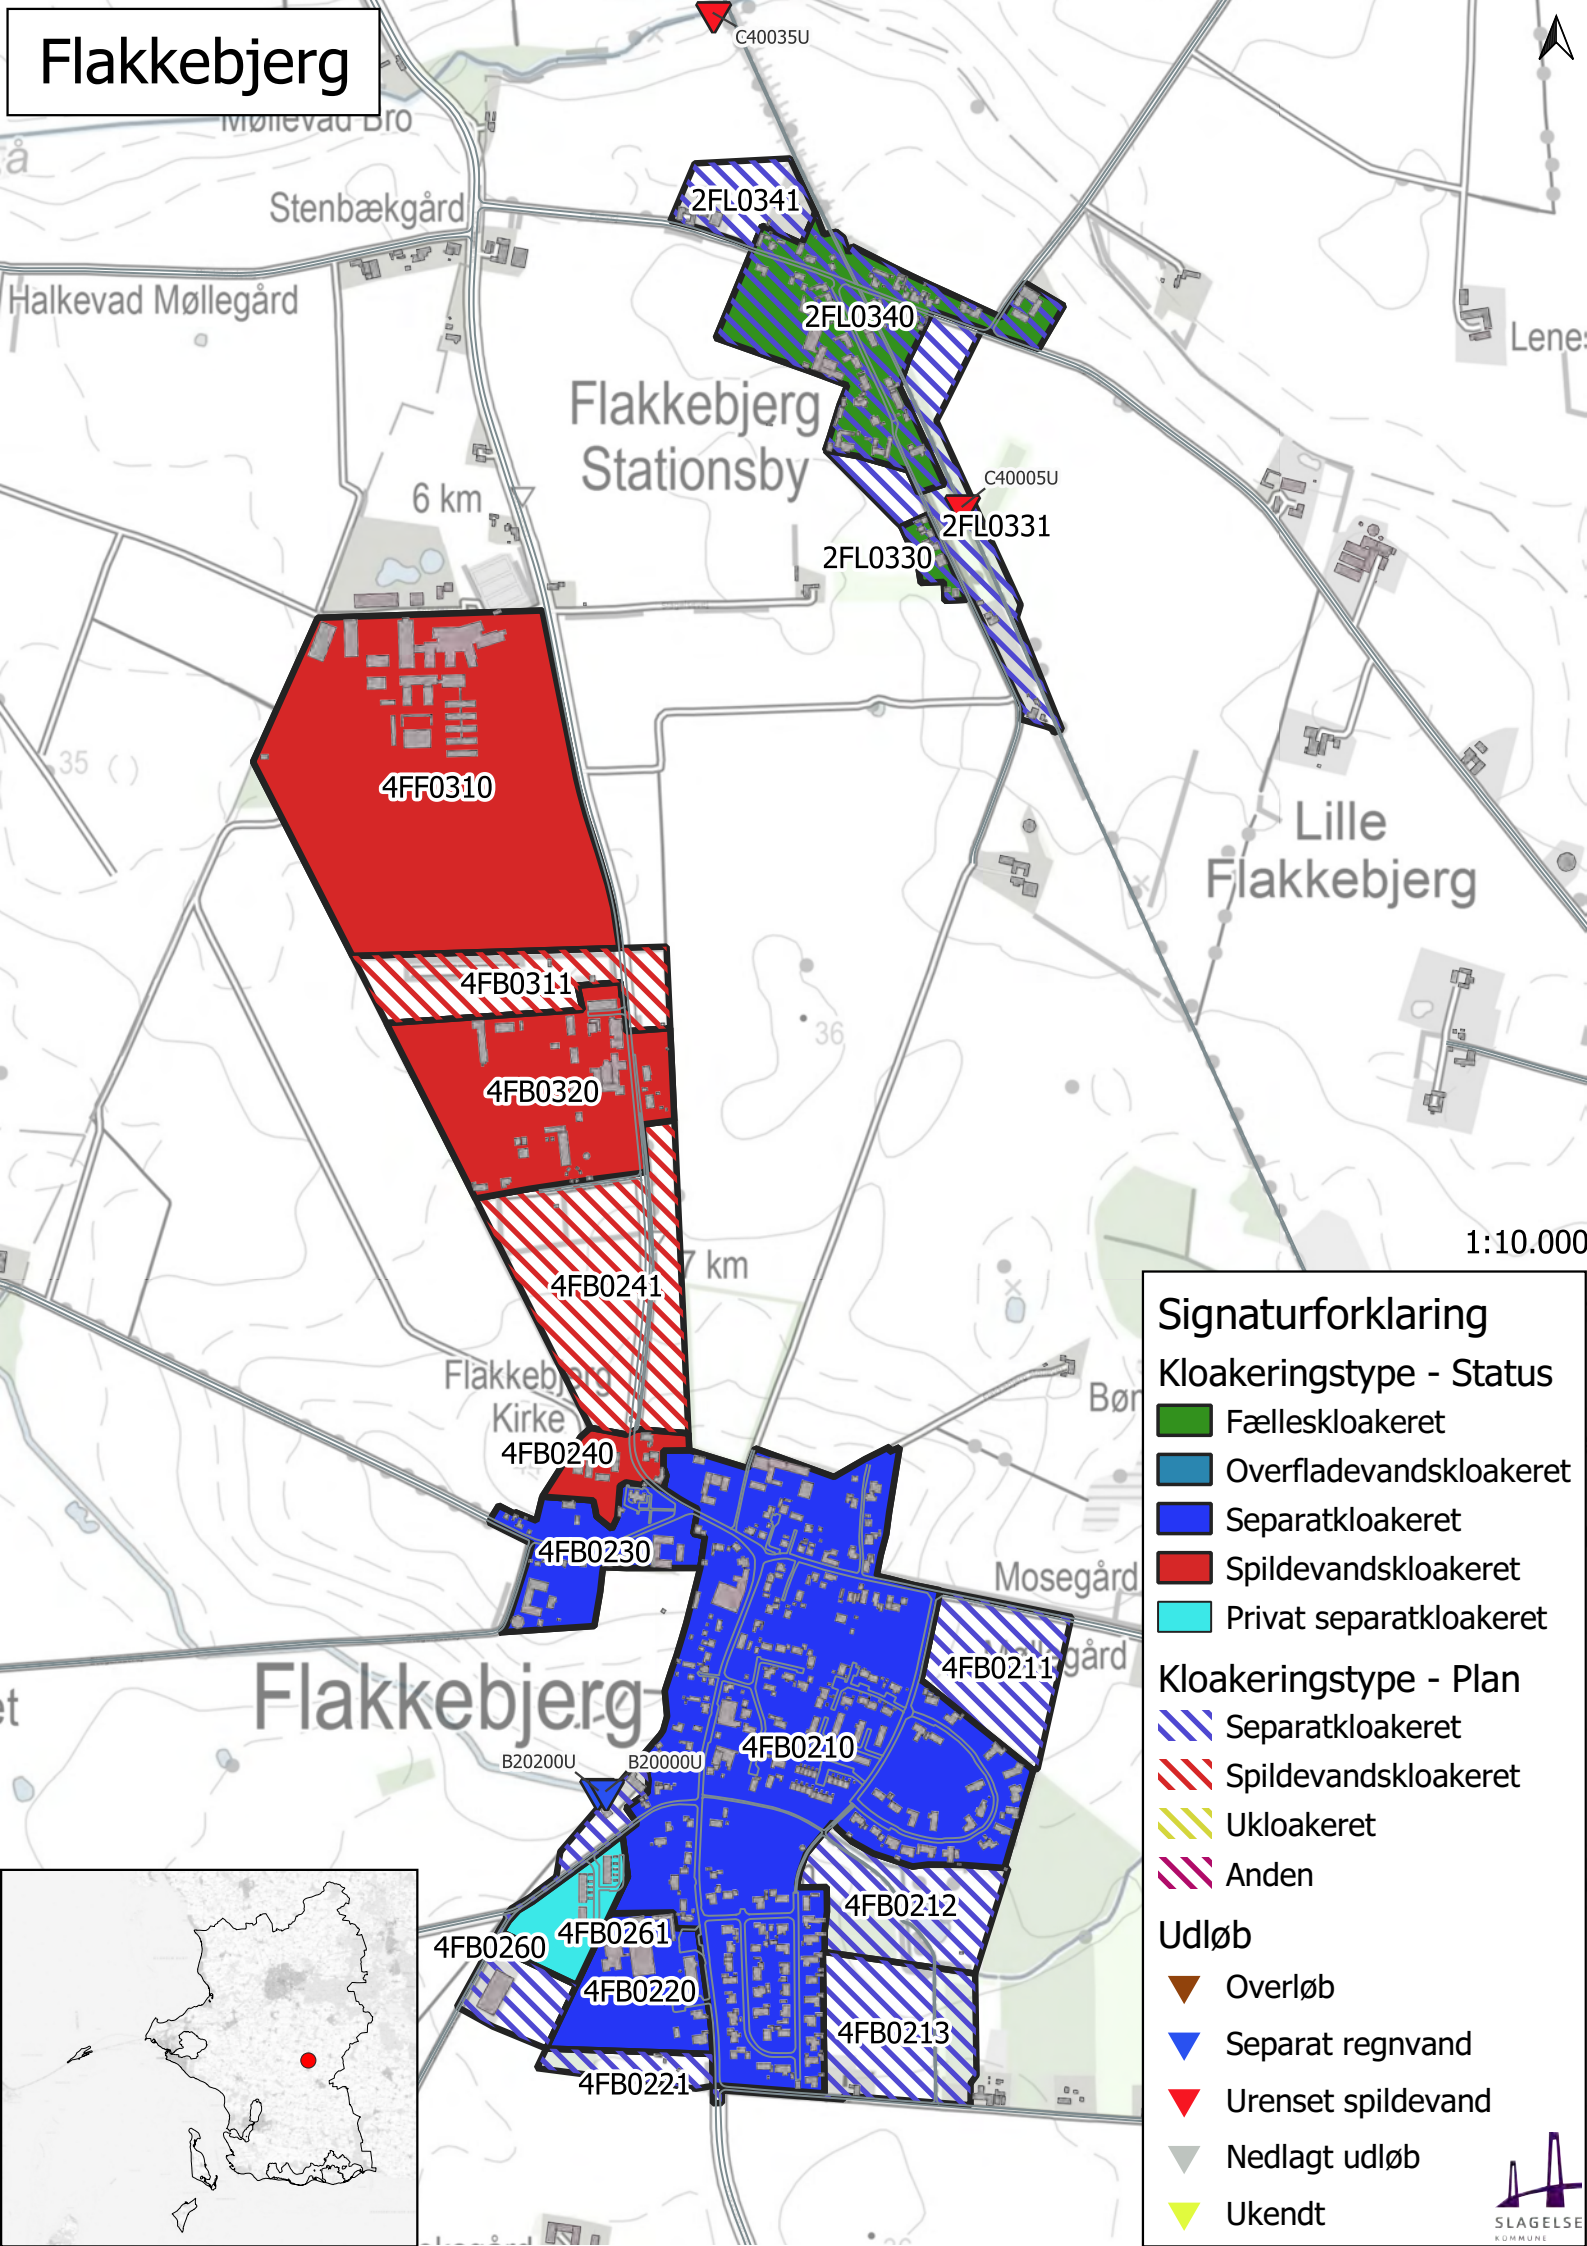 Flakkebjerg
C40035U
Møllevad Bro
å
Stenbækgård
2FL0341
Halkevad Møllegård
2FL0340
Flakkebjerg
Stationsby
6 km
C40005U
2FL0331
2FL0330
4FF0310
35
Lille
Flakkebjerg
4FB0311
36
4FB0320
1:10.000
7 km
4FB0241
Flakkebjerg
Kirke
4FB0240
4FB0230
Mosegård
4FB0211
Flakkebjerg
4FB0210
B20200U
B20000U
4FB0212
4FB0261
4FB0260
4FB0220
4FB0213
4FB0221
Signaturforklaring
Kloakeringstype - Status
Fælleskloakeret
Overfladevandskloakeret
Separatkloakeret
Spildevandskloakeret
Privat separatkloakeret
Kloakeringstype - Plan
Separatkloakeret
Spildevandskloakeret
Ukloakeret
Anden
Udløb
Overløb
Separat regnvand
Urenset spildevand
Nedlagt udløb
Ukendt
SLAGELSE
KOMMUNE